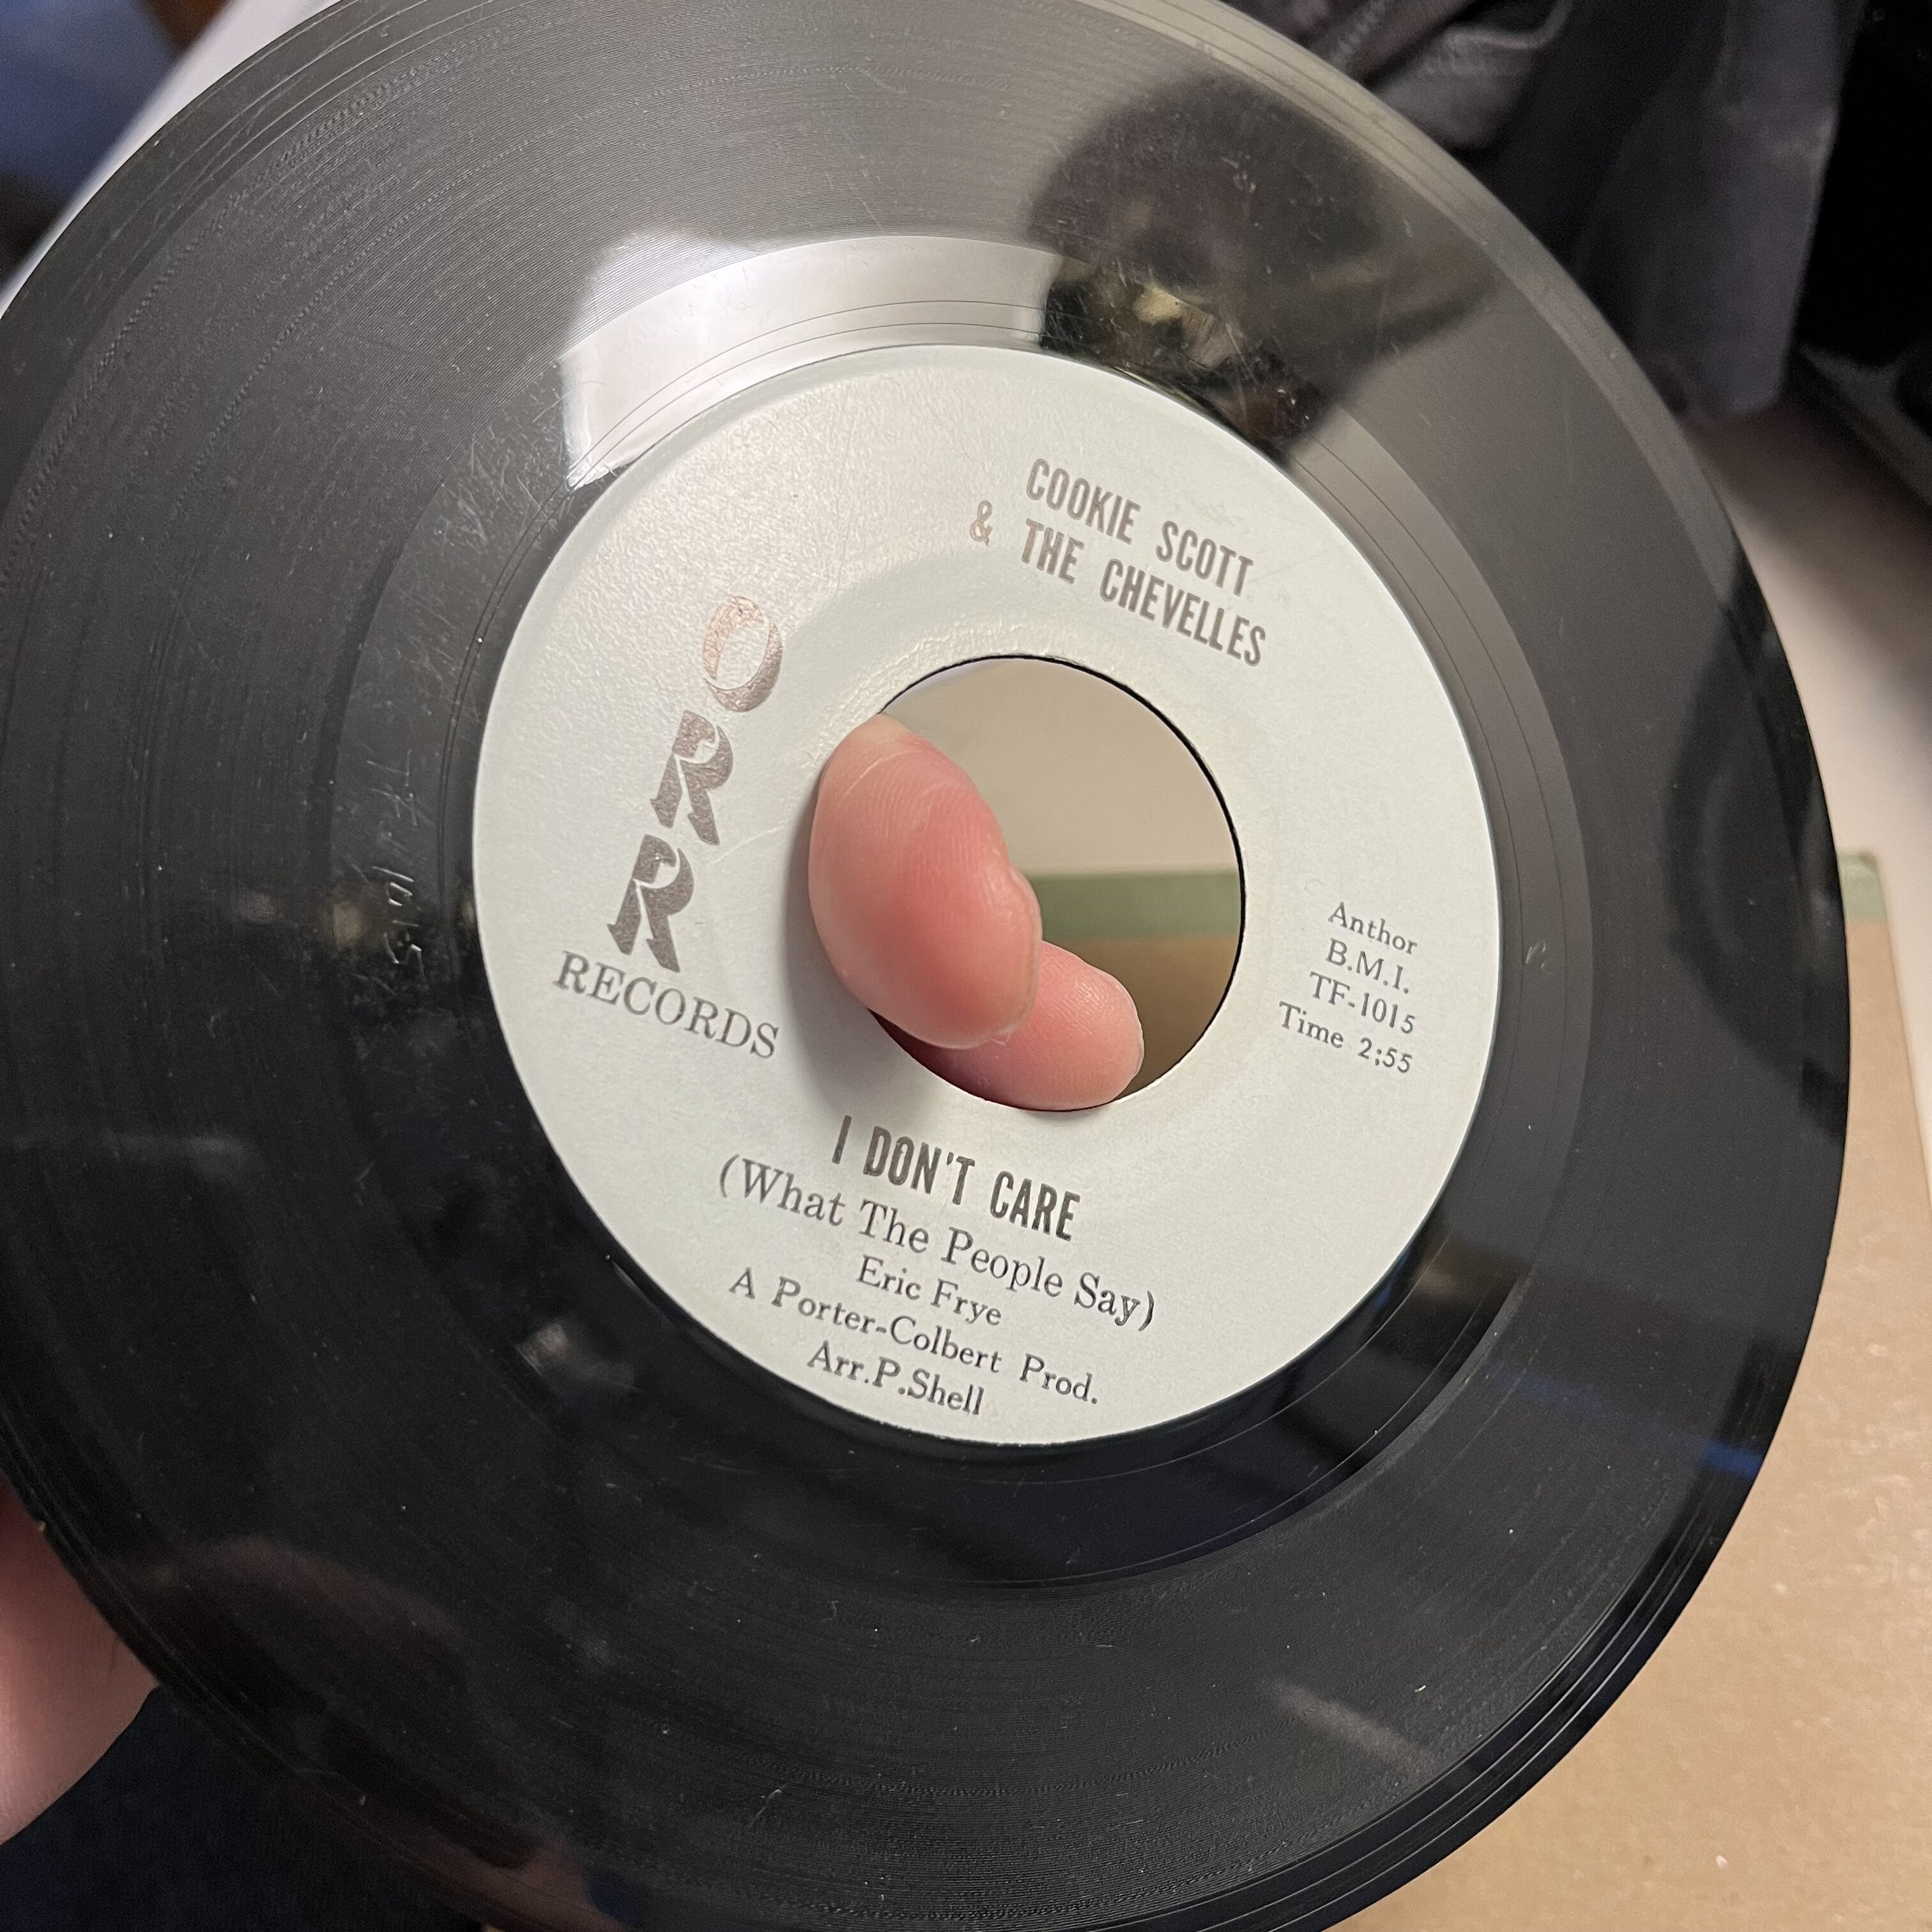 COOKIE SCOTT
& THE CHEVELLES
ORR
RECORDS
Anthor
B.M.I.
TF-1015
Time 2;55
I DON'T CARE
(What The People Say)
Eric Frye
A Porter-Colbert Prod.
Arr.P.Shell